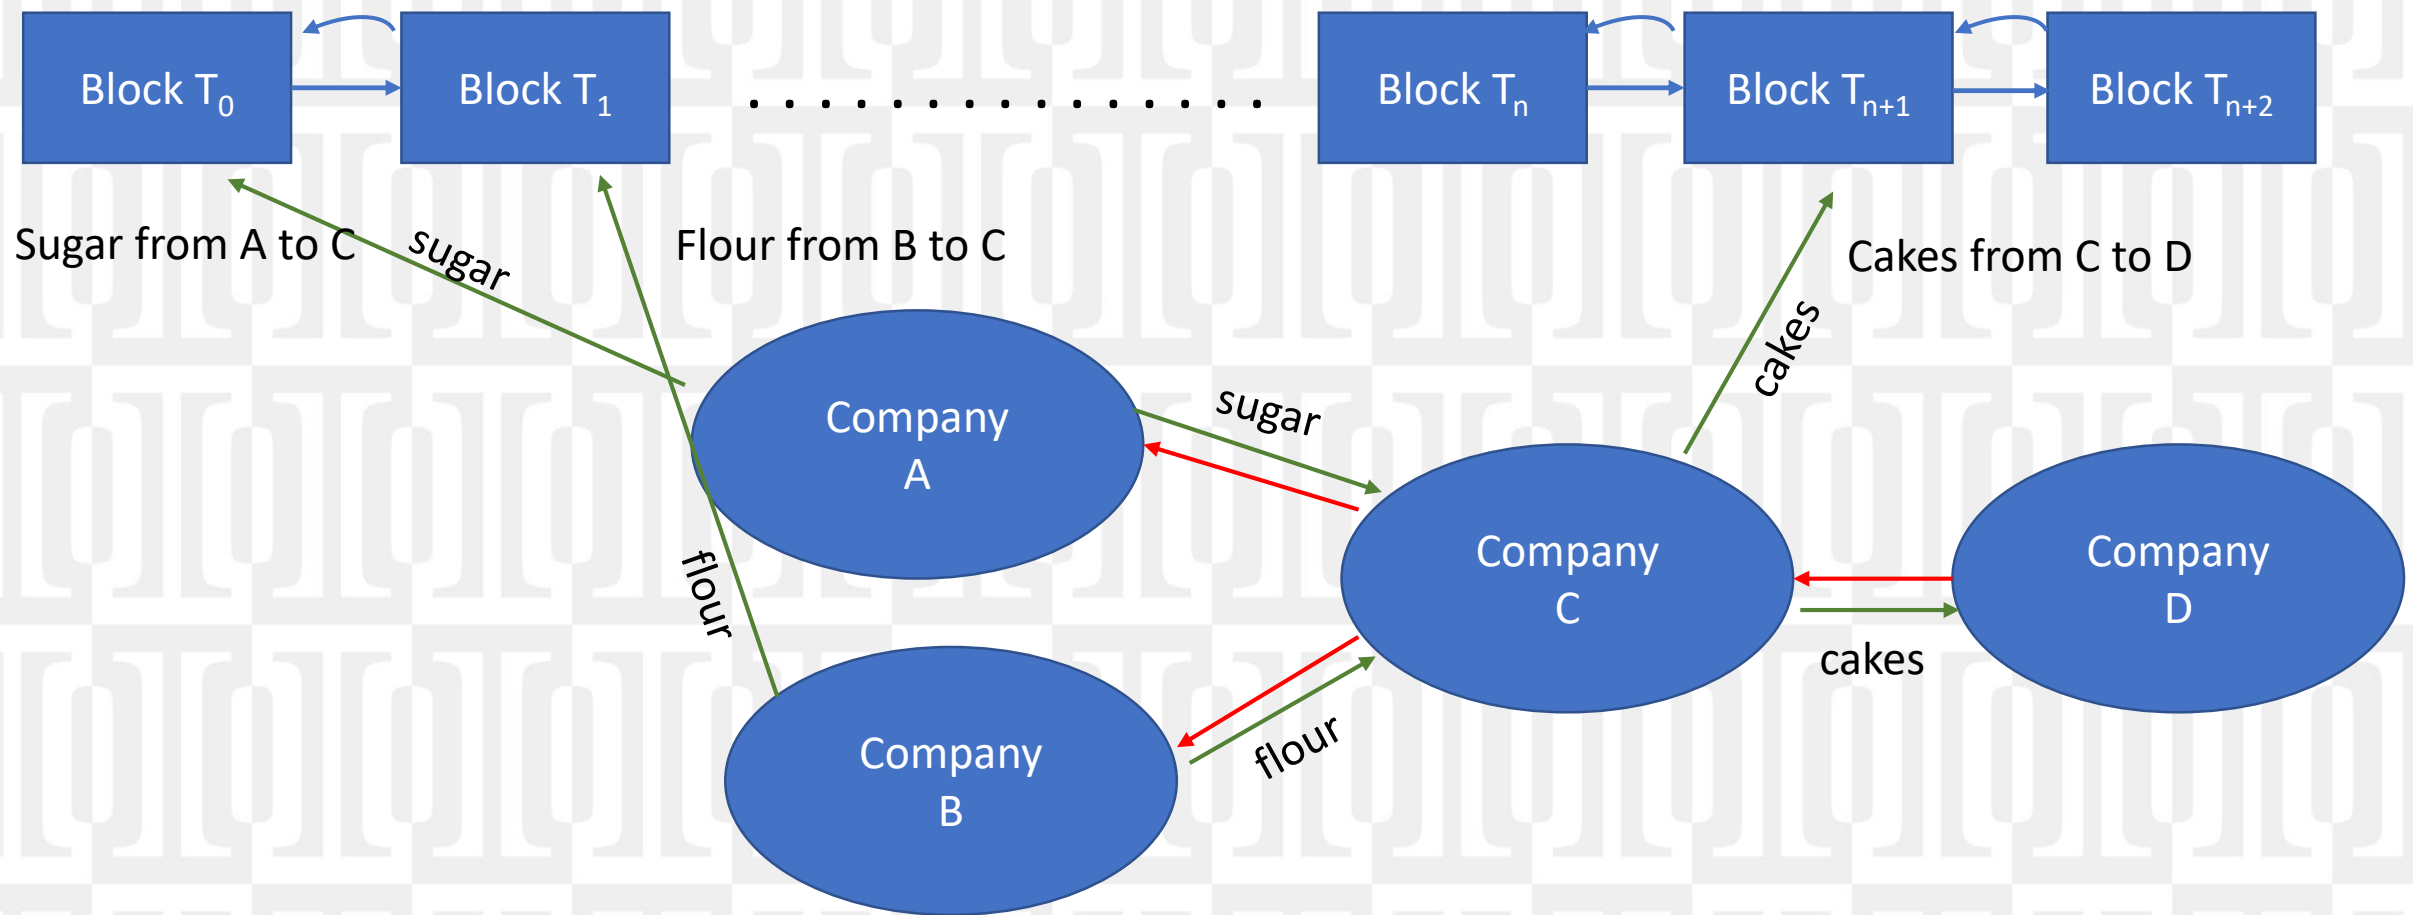 Block T₀
Block T₁
. . . . . . . . . . . . . . .
Block Tₙ
Block Tₙ₊₁
Block Tₙ₊₂
Sugar from A to C
sugar
Flour from B to C
Cakes from C to D
cakes
Company
A
sugar
flour
Company
C
Company
D
cakes
Company
B
flour